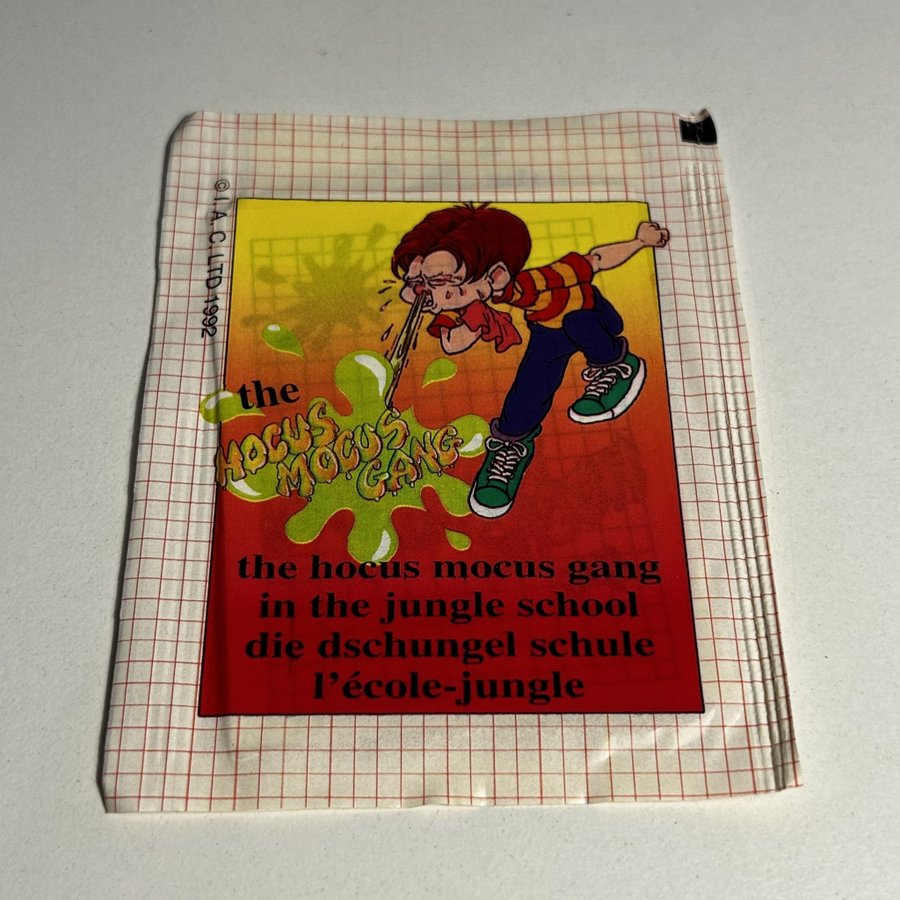 © I. A. C. LTD 1992
the
HOCUS
MOCUS
GANG
the hocus mocus gang
in the jungle school
die dschungel schule
l'école-jungle